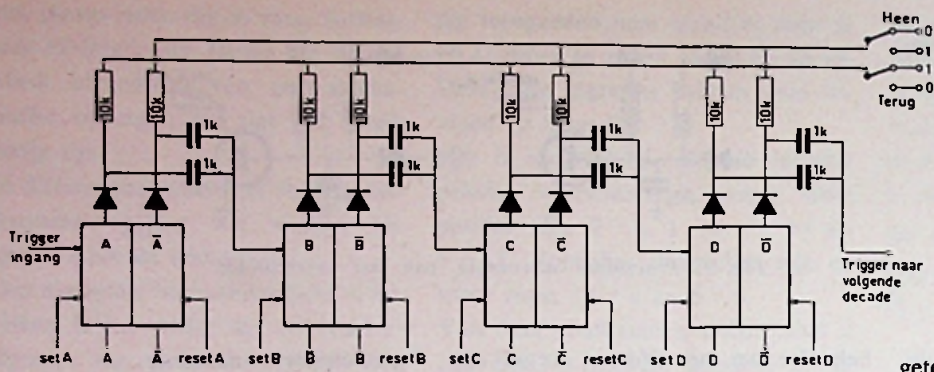 Heen
0
1
1
0
Terug
10k 10k 10k 10k 10k 10k 10k 10k
1k 1k 1k 1k
1k 1k 1k 1k
A Ā B B̄ C C̄ D D̄
Trigger
ingang
Trigger naar
volgende
decade
set A A Ā reset A set B B̄ B reset B set C C C̄ reset C set D D D̄ reset D
gete